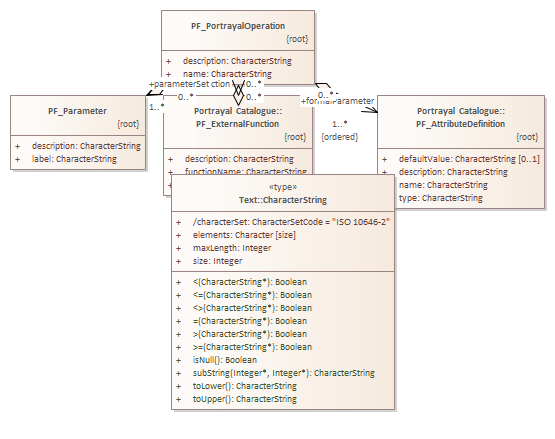 PF_PortrayalOperation
{root}
+ description: CharacterString
+ name: CharacterString
+parameterSet ction
0..*
0..*
0..*
0..*
1..*
+formalParameter
1..*
{ordered}
PF_Parameter
{root}
+ description: CharacterString
+ label: CharacterString
Portrayal Catalogue::
PF_ExternalFunction
{root}
+ description: CharacterString
+ functionName: CharacterString
+
Portrayal Catalogue::
PF_AttributeDefinition
{root}
+ defaultValue: CharacterString [0..1]
+ description: CharacterString
name: CharacterString
type: CharacterString
«type»
Text::CharacterString
+ /characterSet: CharacterSetCode = "ISO 10646-2"
+ elements: Character [size]
+ maxLength: Integer
+ size: Integer
+ <(CharacterString*): Boolean
+ <=(CharacterString*): Boolean
+ <>(CharacterString*): Boolean
+ =(CharacterString*): Boolean
+ >(CharacterString*): Boolean
+ >=(CharacterString*): Boolean
+ isNull(): Boolean
+ subString(Integer*, Integer*): CharacterString
+ toLower(): CharacterString
+ toUpper(): CharacterString